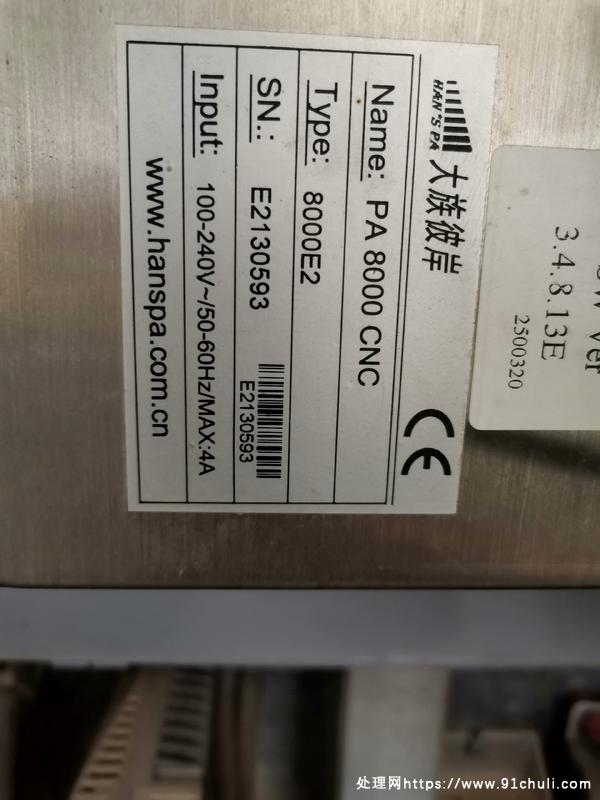 HAN'S PA 大族彼岸
Name: PA 8000 CNC
Type: 8000E2
SN.: E2130593
E2130593
Input: 100-240V~/50-60Hz/MAX:4A
www.hanspa.com.cn
CE
SW Ver
3.4.8.13E
2500320
处理网https://www.91chuli.com/